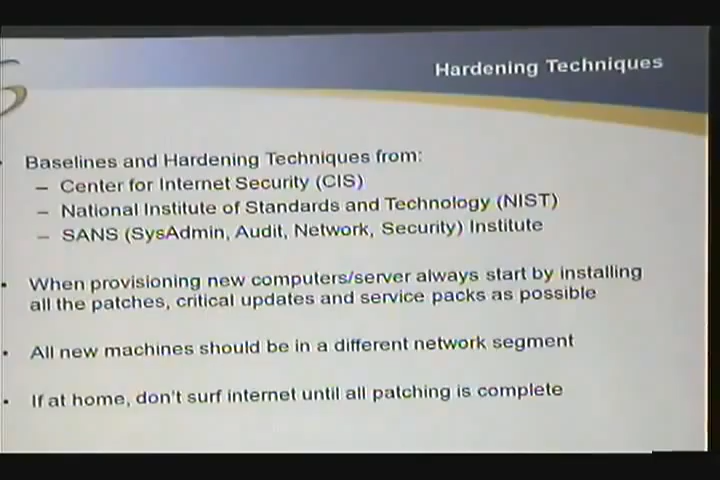 Hardening Techniques
Baselines and Hardening Techniques from:
– Center for Internet Security (CIS)
– National Institute of Standards and Technology (NIST)
– SANS (SysAdmin, Audit, Network, Security) Institute
• When provisioning new computers/server always start by installing
all the patches, critical updates and service packs as possible
• All new machines should be in a different network segment
• If at home, don't surf internet until all patching is complete